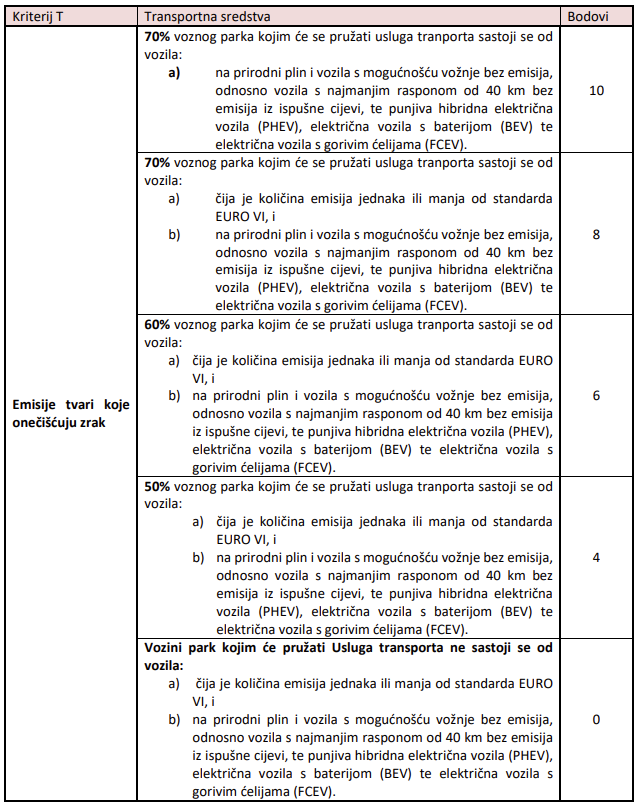 Kriterij T
Transportna sredstva
Bodovi
Emisije tvari koje
onečišćuju zrak
70% voznog parka kojim će se pružati usluga tranporta sastoji se od
vozila:
a) na prirodni plin i vozila s mogućnošću vožnje bez emisija,
odnosno vozila s najmanjim rasponom od 40 km bez
emisija iz ispušne cijevi, te punjiva hibridna električna
vozila (PHEV), električna vozila s baterijom (BEV) te
električna vozila s gorivim ćelijama (FCEV).
10
70% voznog parka kojim će se pružati usluga tranporta sastoji se od
vozila:
a) čija je količina emisija jednaka ili manja od standarda
EURO VI, i
b) na prirodni plin i vozila s mogućnošću vožnje bez emisija,
odnosno vozila s najmanjim rasponom od 40 km bez
emisija iz ispušne cijevi, te punjiva hibridna električna
vozila (PHEV), električna vozila s baterijom (BEV) te
električna vozila s gorivim ćelijama (FCEV).
8
60% voznog parka kojim će se pružati usluga tranporta sastoji se od
vozila:
a) čija je količina emisija jednaka ili manja od standarda EURO
VI, i
b) na prirodni plin i vozila s mogućnošću vožnje bez emisija,
odnosno vozila s najmanjim rasponom od 40 km bez emisija
iz ispušne cijevi, te punjiva hibridna električna vozila (PHEV),
električna vozila s baterijom (BEV) te električna vozila s
gorivim ćelijama (FCEV).
6
50% voznog parka kojim će se pružati usluga tranporta sastoji se od
vozila:
a) čija je količina emisija jednaka ili manja od standarda
EURO VI, i
b) na prirodni plin i vozila s mogućnošću vožnje bez emisija,
odnosno vozila s najmanjim rasponom od 40 km bez
emisija iz ispušne cijevi, te punjiva hibridna električna
vozila (PHEV), električna vozila s baterijom (BEV) te
električna vozila s gorivim ćelijama (FCEV).
4
Vozini park kojim će pružati Usluga transporta ne sastoji se od
vozila:
a) čija je količina emisija jednaka ili manja od standarda EURO
VI, i
b) na prirodni plin i vozila s mogućnošću vožnje bez emisija,
odnosno vozila s najmanjim rasponom od 40 km bez emisija
iz ispušne cijevi, te punjiva hibridna električna vozila (PHEV),
električna vozila s baterijom (BEV) te električna vozila s
gorivim ćelijama (FCEV).
0